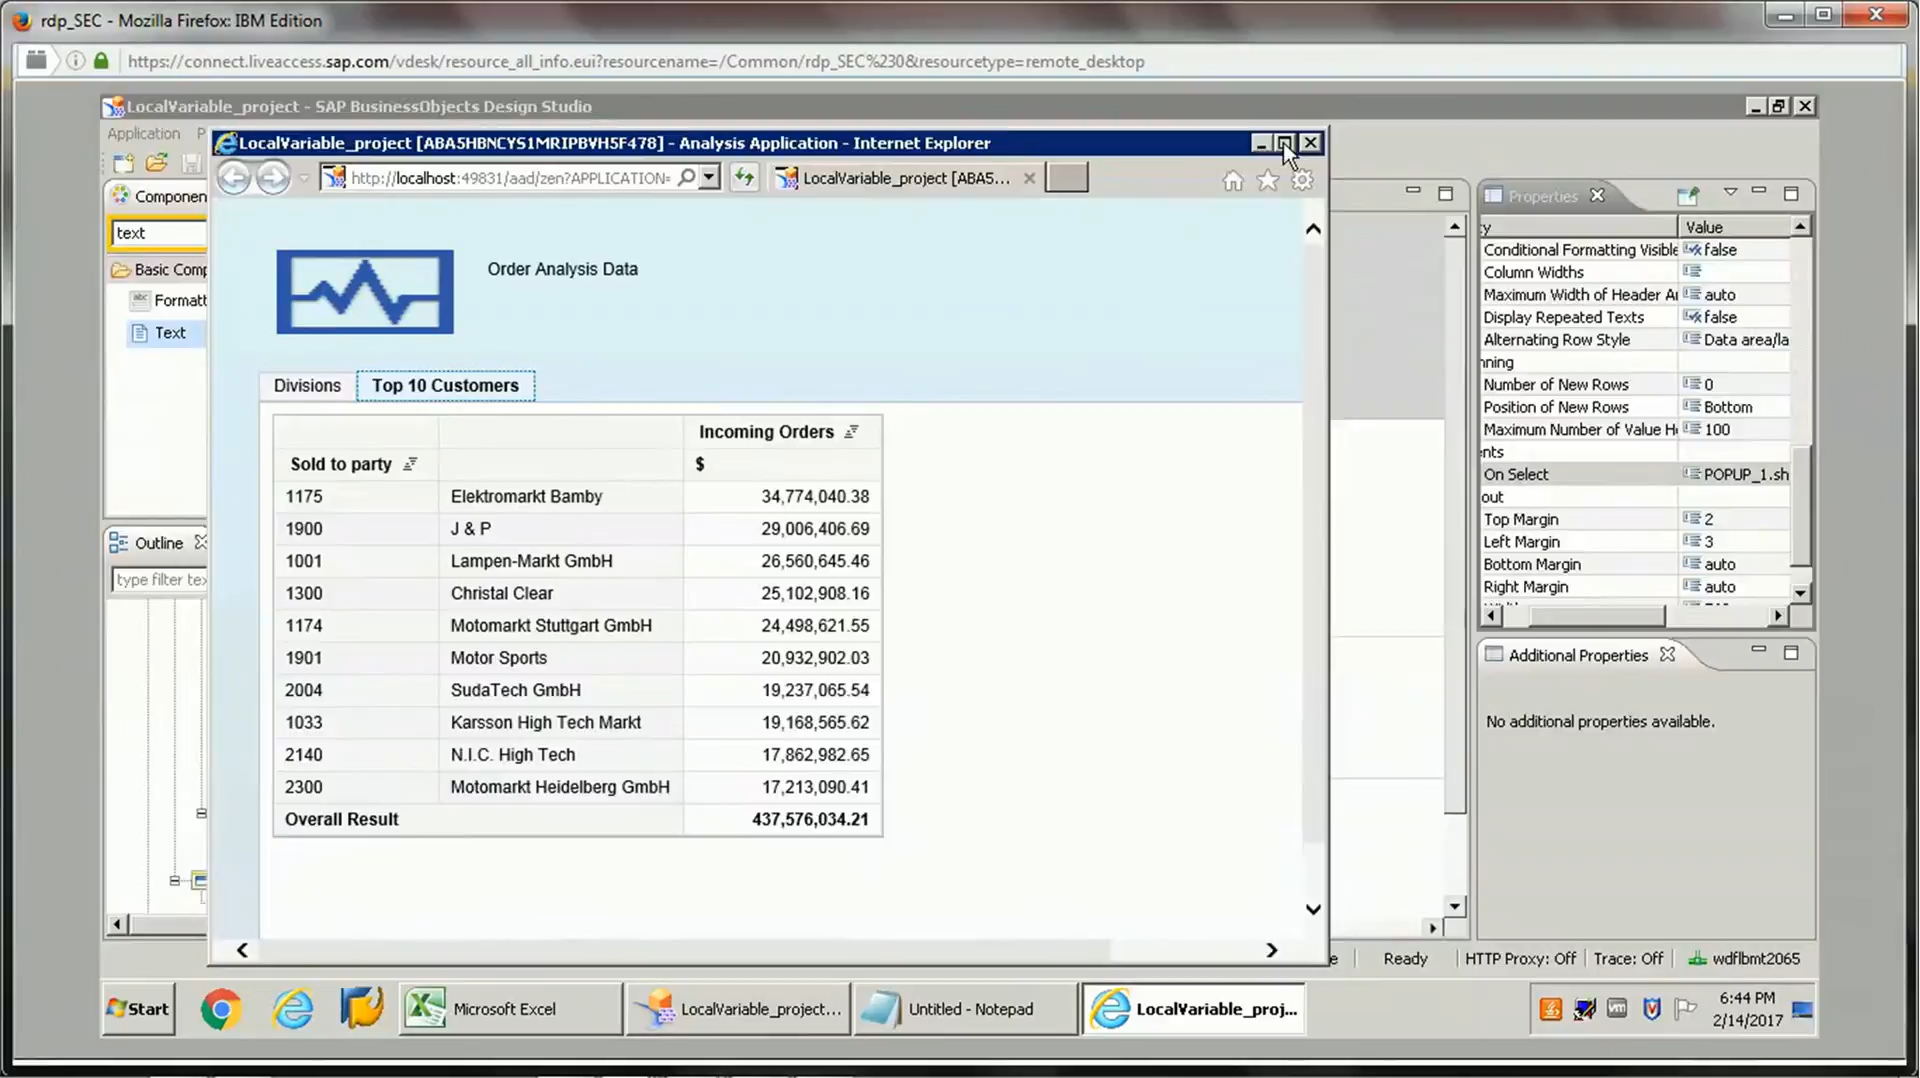 rdp_SEC - Mozilla Firefox: IBM Edition
https://connect.liveaccess.sap.com/vdesk/resource_all_info.eui?resourcename=/Common/rdp_SEC%230&resourcetype=remote_desktop
LocalVariable_project - SAP BusinessObjects Design Studio
Application P
LocalVariable_project [ABA5HBNCYS1MRIPBVH5F478] - Analysis Application - Internet Explorer
http://localhost:49831/aad/zen?APPLICATION=
LocalVariable_project [ABA5...
Componen
text
Basic Comp
abc Formatt
Text
Outline
type filter tex
Order Analysis Data
Divisions
Top 10 Customers
Incoming Orders
Sold to party $
1175 Elektromarkt Bamby 34,774,040.38
1900 J & P 29,006,406.69
1001 Lampen-Markt GmbH 26,560,645.46
1300 Christal Clear 25,102,908.16
1174 Motomarkt Stuttgart GmbH 24,498,621.55
1901 Motor Sports 20,932,902.03
2004 SudaTech GmbH 19,237,065.54
1033 Karsson High Tech Markt 19,168,565.62
2140 N.I.C. High Tech 17,862,982.65
2300 Motomarkt Heidelberg GmbH 17,213,090.41
Overall Result 437,576,034.21
Properties
ty Value
Conditional Formatting Visible false
Column Widths
Maximum Width of Header Ar auto
Display Repeated Texts false
Alternating Row Style Data area/la
nning
Number of New Rows 0
Position of New Rows Bottom
Maximum Number of Value He 100
ents
On Select POPUP_1.sh
out
Top Margin 2
Left Margin 3
Bottom Margin auto
Right Margin auto
Additional Properties
No additional properties available.
e Ready HTTP Proxy: Off Trace: Off wdflbmt2065
Start
Microsoft Excel
LocalVariable_project...
Untitled - Notepad
LocalVariable_proj...
6:44 PM
2/14/2017